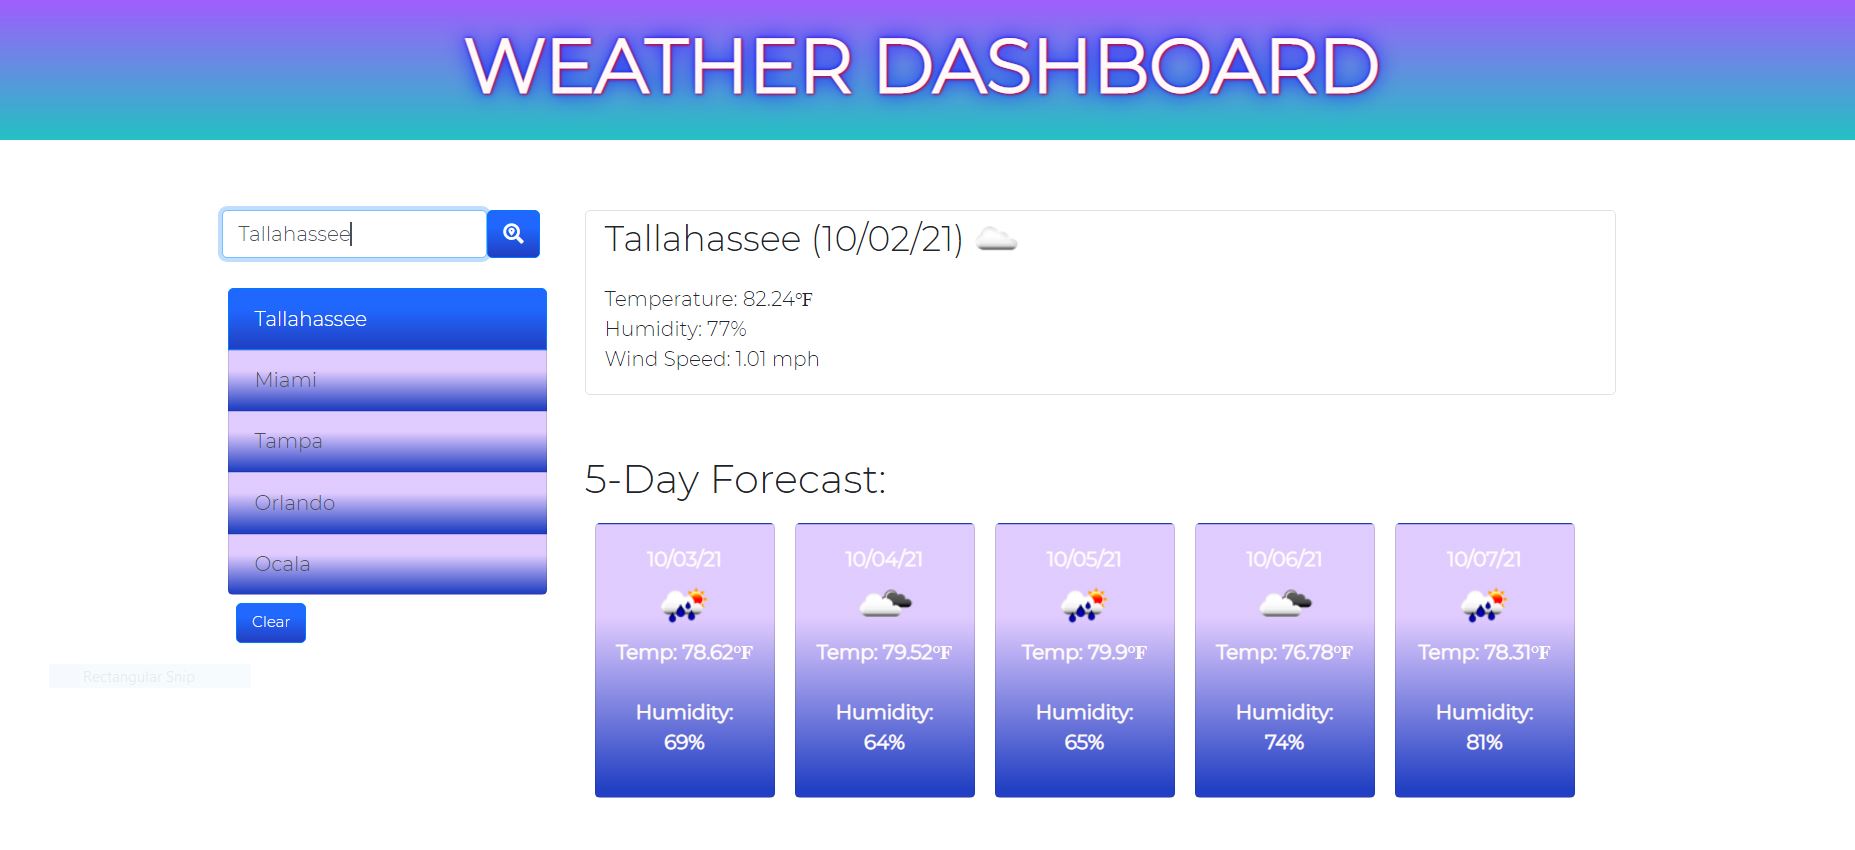 WEATHER DASHBOARD
Tallahassee
Tallahassee
Miami
Tampa
Orlando
Ocala
Clear
Rectangular Snip
Tallahassee (10/02/21)
Temperature: 82.24°F
Humidity: 77%
Wind Speed: 1.01 mph
5-Day Forecast:
10/03/21
Temp: 78.62°F
Humidity:
69%
10/04/21
Temp: 79.52°F
Humidity:
64%
10/05/21
Temp: 79.9°F
Humidity:
65%
10/06/21
Temp: 76.78°F
Humidity:
74%
10/07/21
Temp: 78.31°F
Humidity:
81%